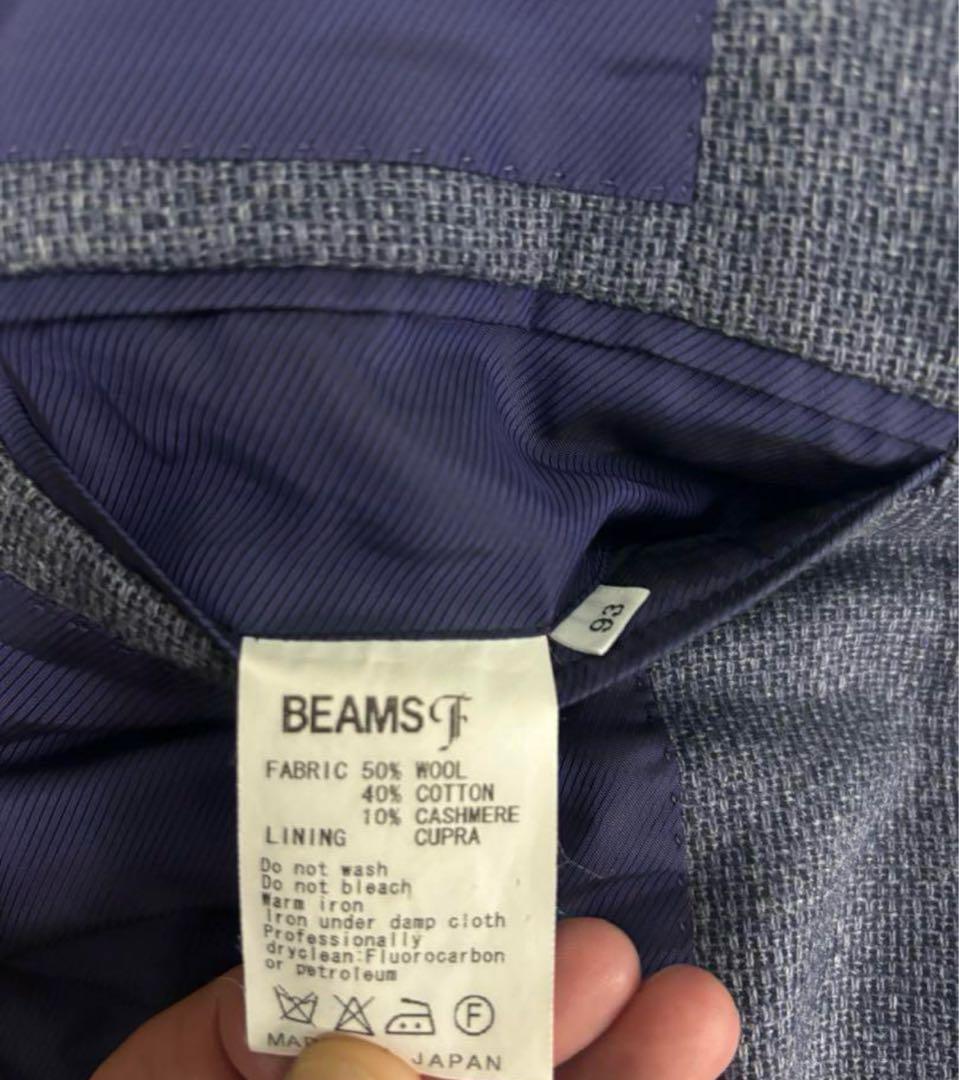 93
BEAMS F
FABRIC 50% WOOL
40% COTTON
10% CASHMERE
LINING CUPRA
Do not wash
Do not bleach
Warm iron
Iron under damp cloth
Professionally
dryclean:Fluorocarbon
or petroleum
F
JAPAN